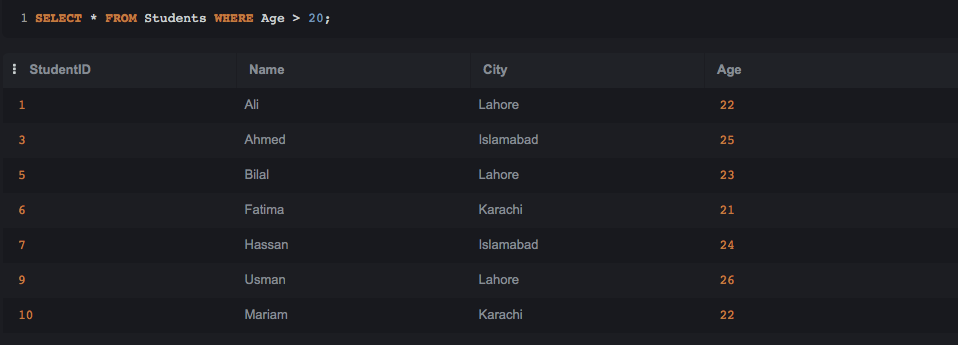 1 SELECT * FROM Students WHERE Age > 20;
StudentID Name City Age
1 Ali Lahore 22
3 Ahmed Islamabad 25
5 Bilal Lahore 23
6 Fatima Karachi 21
7 Hassan Islamabad 24
9 Usman Lahore 26
10 Mariam Karachi 22